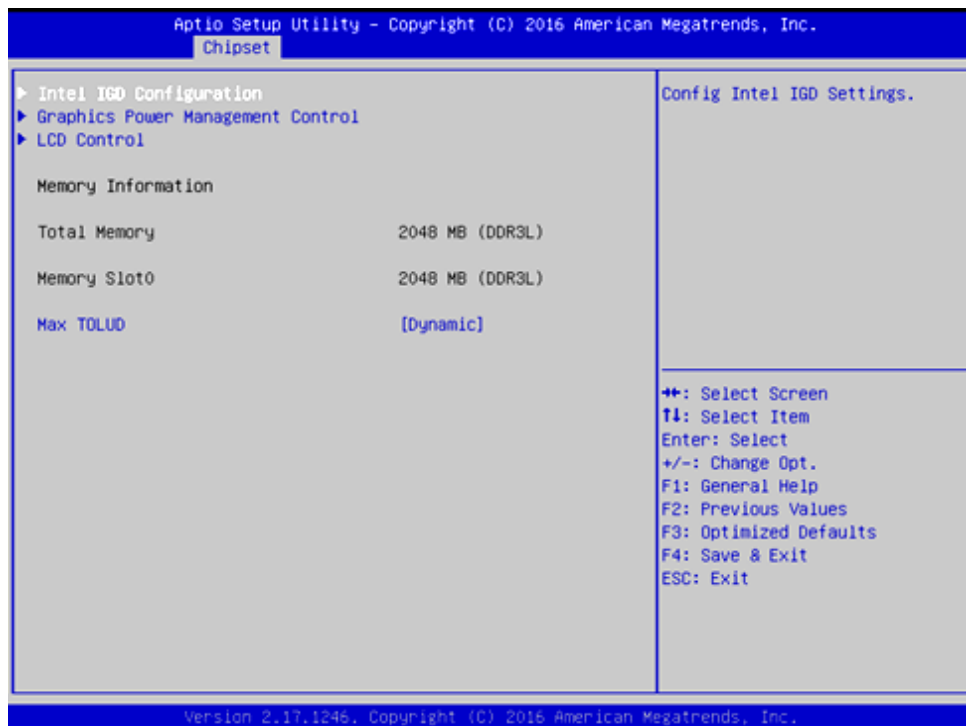 Aptio Setup Utility – Copyright (C) 2016 American Megatrends, Inc.
Chipset
▶ Intel IGD Configuration
▶ Graphics Power Management Control
▶ LCD Control
Memory Information
Total Memory 2048 MB (DDR3L)
Memory Slot0 2048 MB (DDR3L)
Max TOLUD [Dynamic]
Config Intel IGD Settings.
→←: Select Screen
↑↓: Select Item
Enter: Select
+/-: Change Opt.
F1: General Help
F2: Previous Values
F3: Optimized Defaults
F4: Save & Exit
ESC: Exit
Version 2.17.1246. Copyright (C) 2016 American Megatrends, Inc.